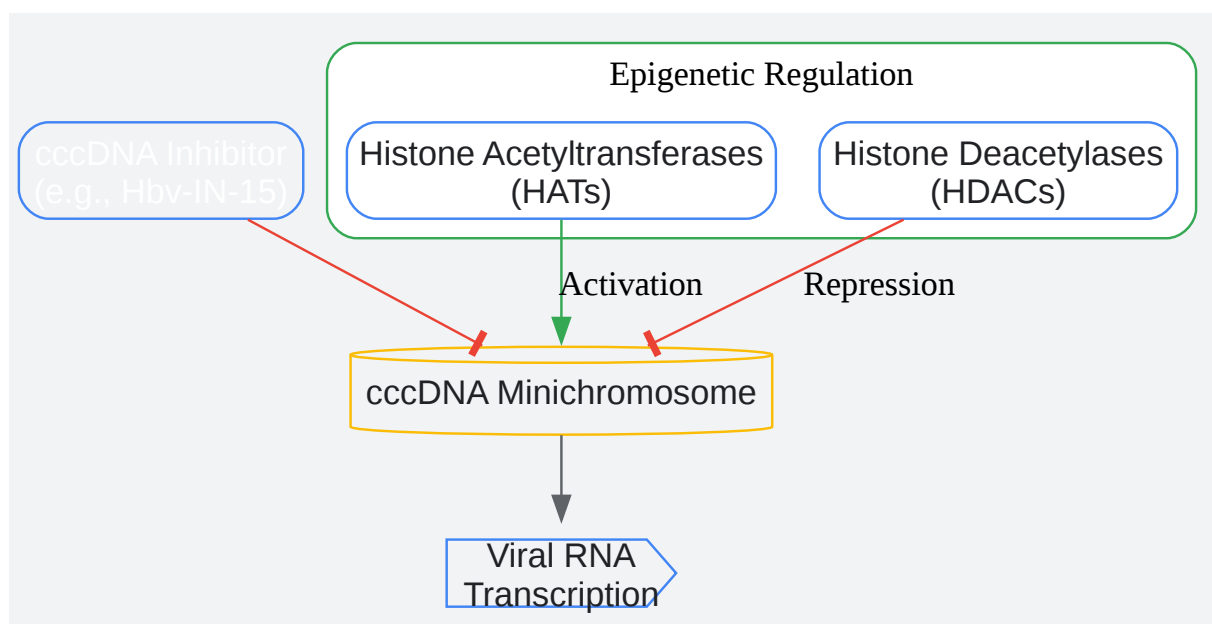 Epigenetic Regulation
cccDNA Inhibitor
(e.g., Hbv-IN-15)
Histone Acetyltransferases
(HATs)
Histone Deacetylases
(HDACs)
Activation
Repression
cccDNA Minichromosome
Viral RNA
Transcription